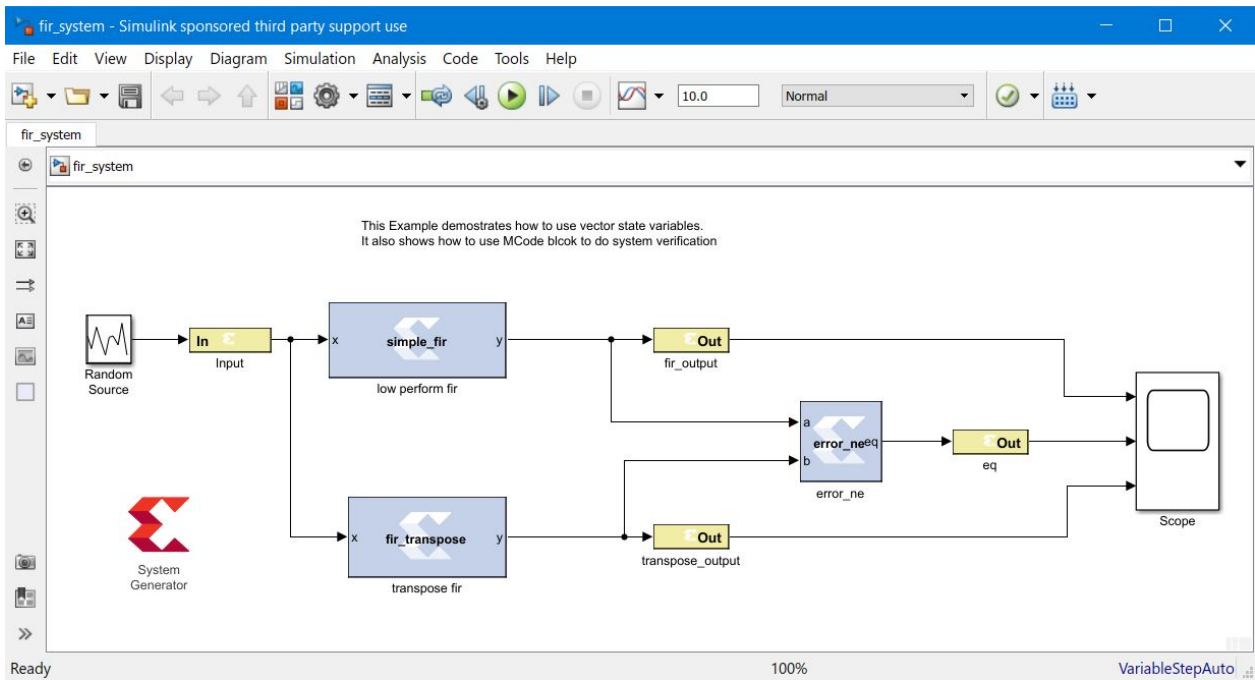 fir_system - Simulink sponsored third party support use
File Edit View Display Diagram Simulation Analysis Code Tools Help
10.0 Normal
fir_system
fir_system
This Example demostrates how to use vector state variables.
It also shows how to use MCode blcok to do system verification
In
Input
Random
Source
x simple_fir y
low perform fir
Out
fir_output
a
error_ne eq
b
error_ne
Out
eq
Scope
x fir_transpose y
transpose fir
Out
transpose_output
System
Generator
Ready 100% VariableStepAuto